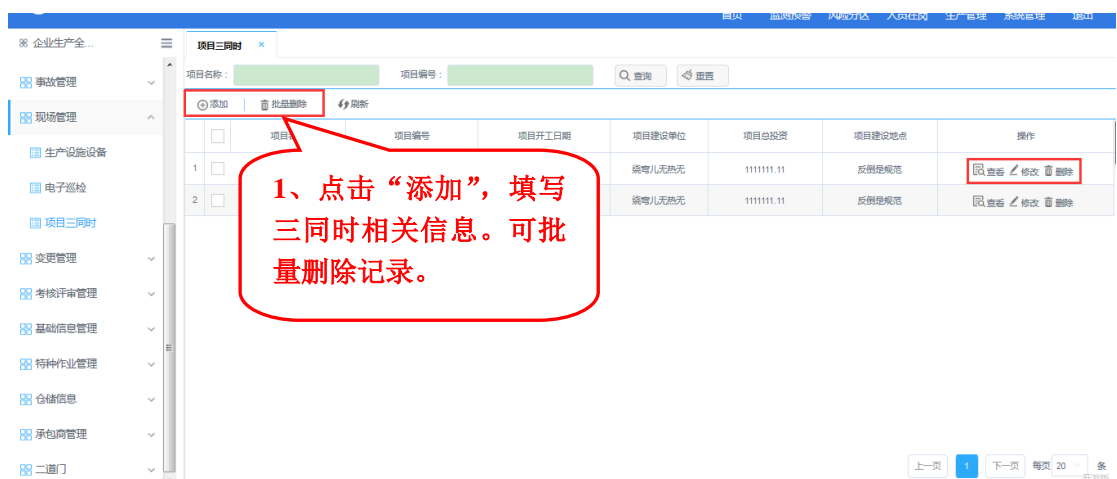 首页 监测预警 风险分区 人员在岗 生产管理 系统管理 退出
企业生产全...
项目三同时 ×
事故管理
现场管理
生产设施设备
电子巡检
项目三同时
变更管理
考核评审管理
基础信息管理
特种作业管理
仓储信息
承包商管理
二道门
项目名称： 项目编号： 查询 重置
添加 批量删除 刷新
项目 项目编号 项目开工日期 项目建设单位 项目总投资 项目建设地点 操作
1 绕弯儿无热无 1111111.11 反倒是规范 查看 修改 删除
2 绕弯儿无热无 1111111.11 反倒是规范 查看 修改 删除
1、点击“添加”，填写
三同时相关信息。可批
量删除记录。
上一页 1 下一页 每页 20 条